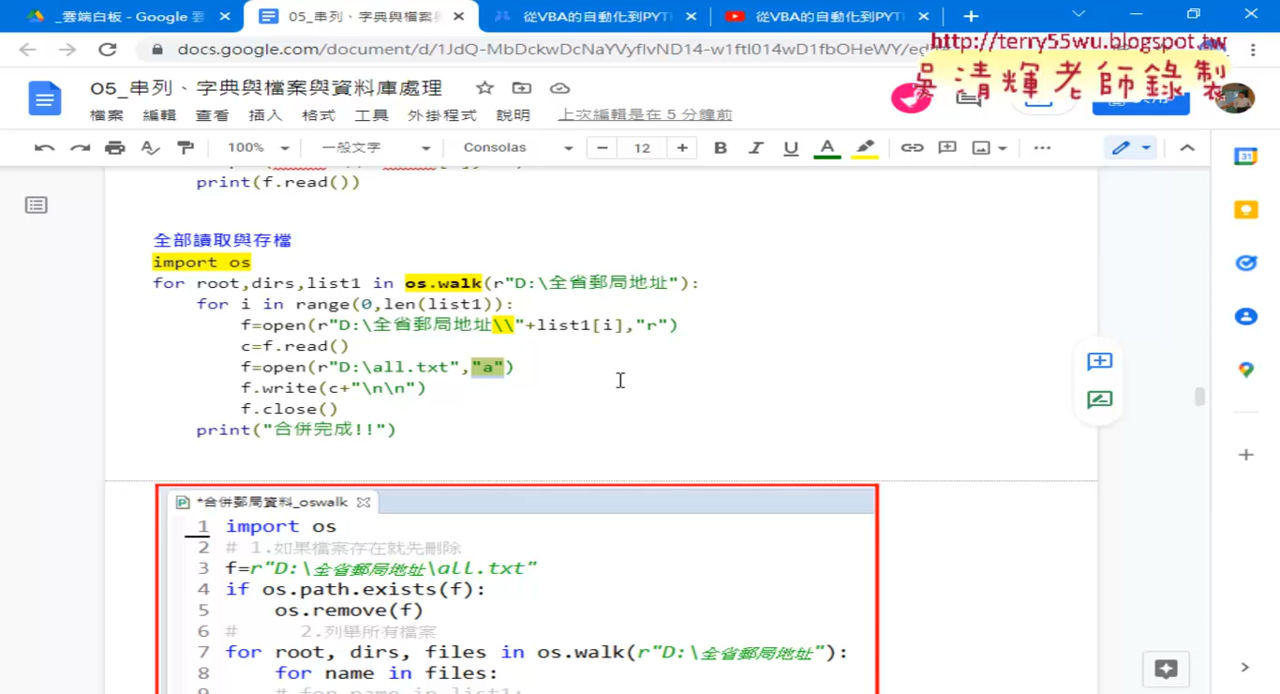 _雲端白板 - Google 雲
05_串列、字典與檔案
從VBA的自動化到PYT
從VBA的自動化到PYT
docs.google.com/document/d/1JdQ-MbDckwDcNaYVyflvND14-w1ftI014wD1fbOHeWY/ed
http://terry55wu.blogspot.tw
吳清輝老師錄製
05_串列、字典與檔案與資料庫處理
檔案 編輯 查看 插入 格式 工具 外掛程式 說明 上次編輯是在 5 分鐘前
100% 一般文字 Consolas 12 B I U A
print(f.read())
全部讀取與存檔
import os
for root,dirs,list1 in os.walk(r"D:\全省郵局地址"):
for i in range(0,len(list1)):
f=open(r"D:\全省郵局地址\\"+list1[i],"r")
c=f.read()
f=open(r"D:\all.txt","a")
f.write(c+"\n\n")
f.close()
print("合併完成!!")
*合併郵局資料_oswalk
1 import os
2 # 1.如果檔案存在就先刪除
3 f=r"D:\全省郵局地址\all.txt"
4 if os.path.exists(f):
5 os.remove(f)
6 # 2.列舉所有檔案
7 for root, dirs, files in os.walk(r"D:\全省郵局地址"):
8 for name in files:
9 # for name in list1: